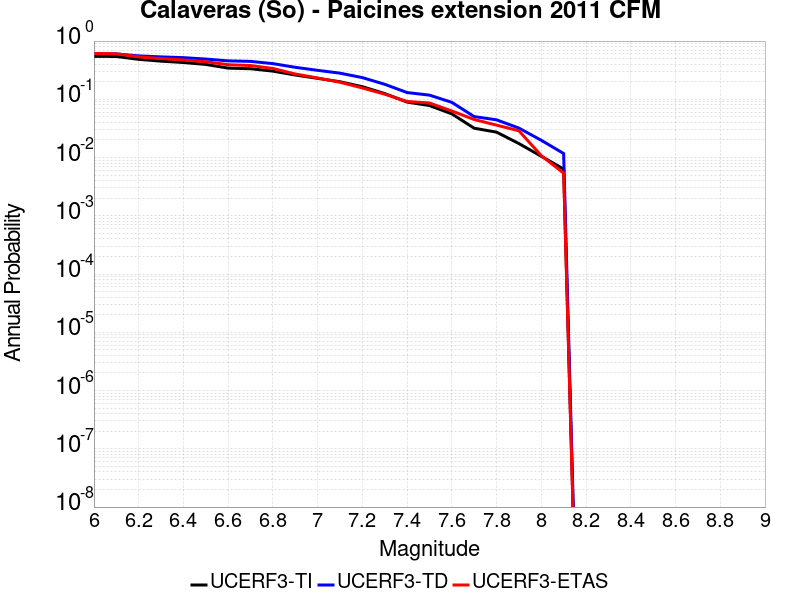 Calaveras (So) - Paicines extension 2011 CFM
10^0
10^-1
10^-2
10^-3
10^-4
10^-5
10^-6
10^-7
10^-8
Annual Probability
6 6.2 6.4 6.6 6.8 7 7.2 7.4 7.6 7.8 8 8.2 8.4 8.6 8.8 9
Magnitude
UCERF3-TI UCERF3-TD UCERF3-ETAS